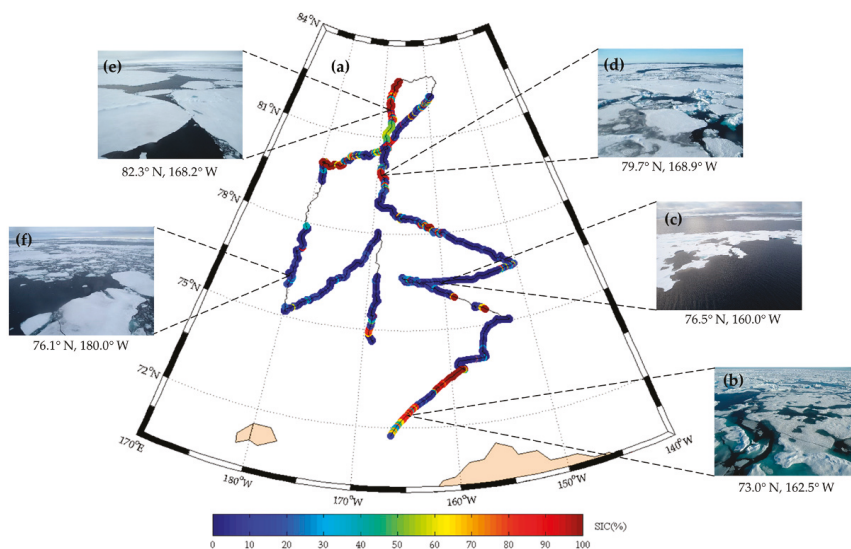 84°N
(e)
(a)
(d)
81°N
82.3° N, 168.2° W
79.7° N, 168.9° W
78°N
(f)
(c)
75°N
76.1° N, 180.0° W
76.5° N, 160.0° W
72°N
(b)
170°E
140°W
180°W
150°W
170°W
160°W
73.0° N, 162.5° W
SIC(%)
0 10 20 30 40 50 60 70 80 90 100